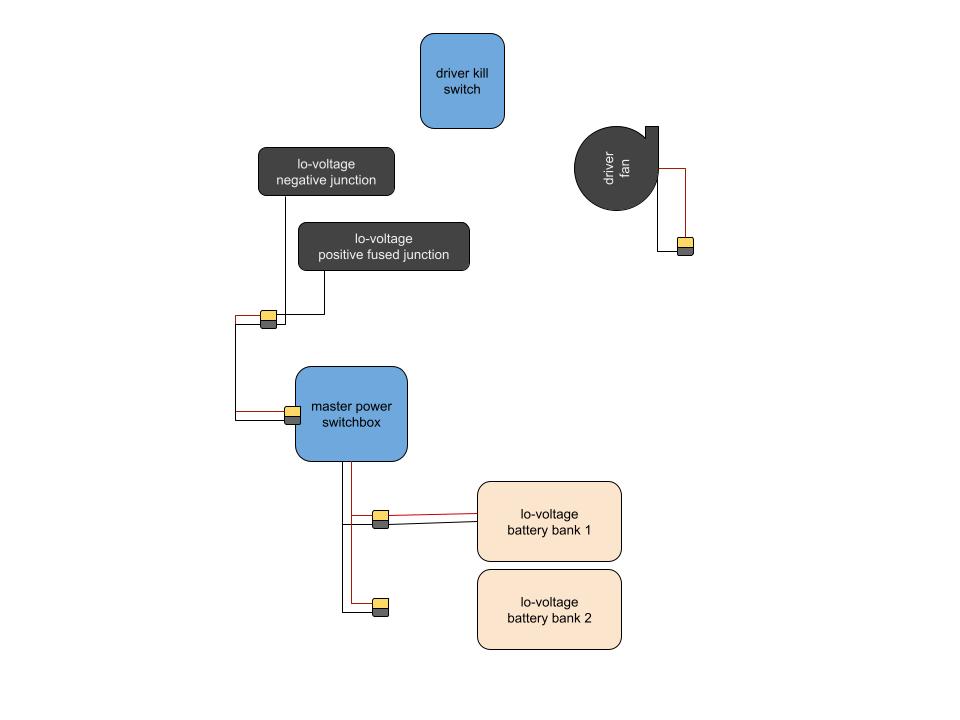 driver kill
switch
driver
fan
lo-voltage
negative junction
lo-voltage
positive fused junction
master power
switchbox
lo-voltage
battery bank 1
lo-voltage
battery bank 2